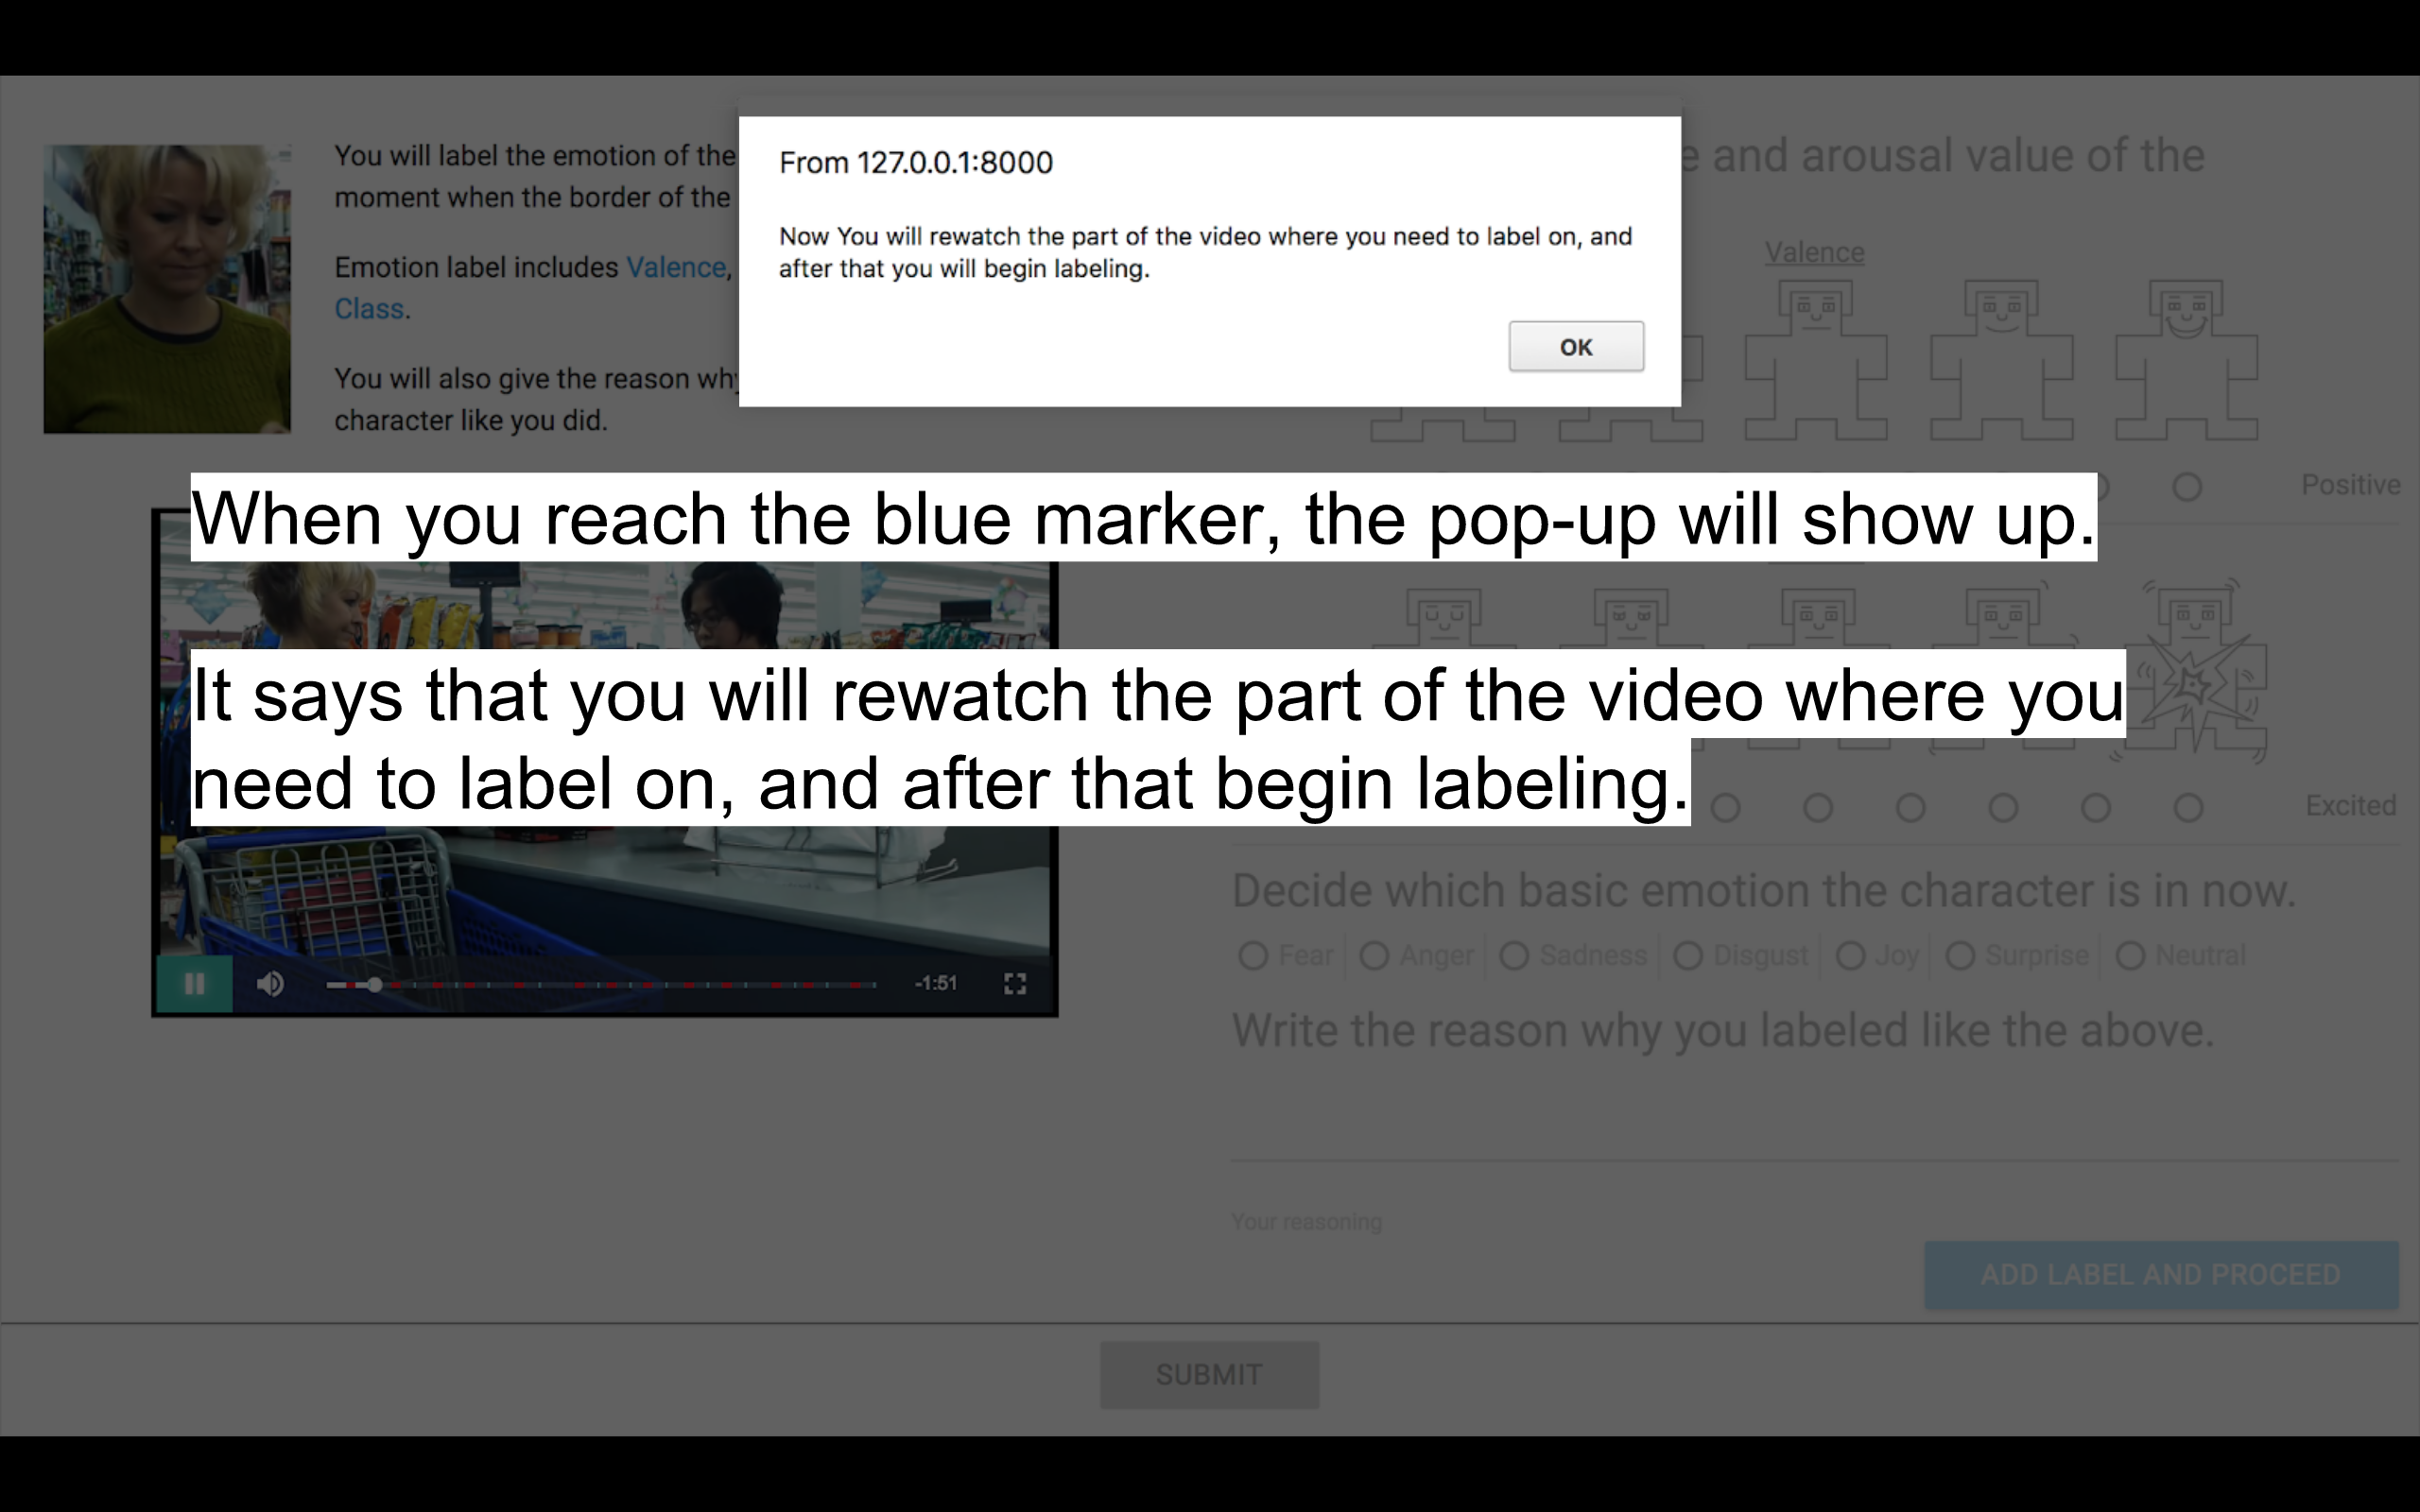 You will label the emotion of the
moment when the border of the
Emotion label includes Valence,
Class.
You will also give the reason why
character like you did.
From 127.0.0.1:8000
Now You will rewatch the part of the video where you need to label on, and
after that you will begin labeling.
OK
and arousal value of the
Valence
Positive
When you reach the blue marker, the pop-up will show up.
It says that you will rewatch the part of the video where you
need to label on, and after that begin labeling.
Excited
-1:51
Decide which basic emotion the character is in now.
Fear Anger Sadness Disgust Joy Surprise Neutral
Write the reason why you labeled like the above.
Your reasoning
ADD LABEL AND PROCEED
SUBMIT